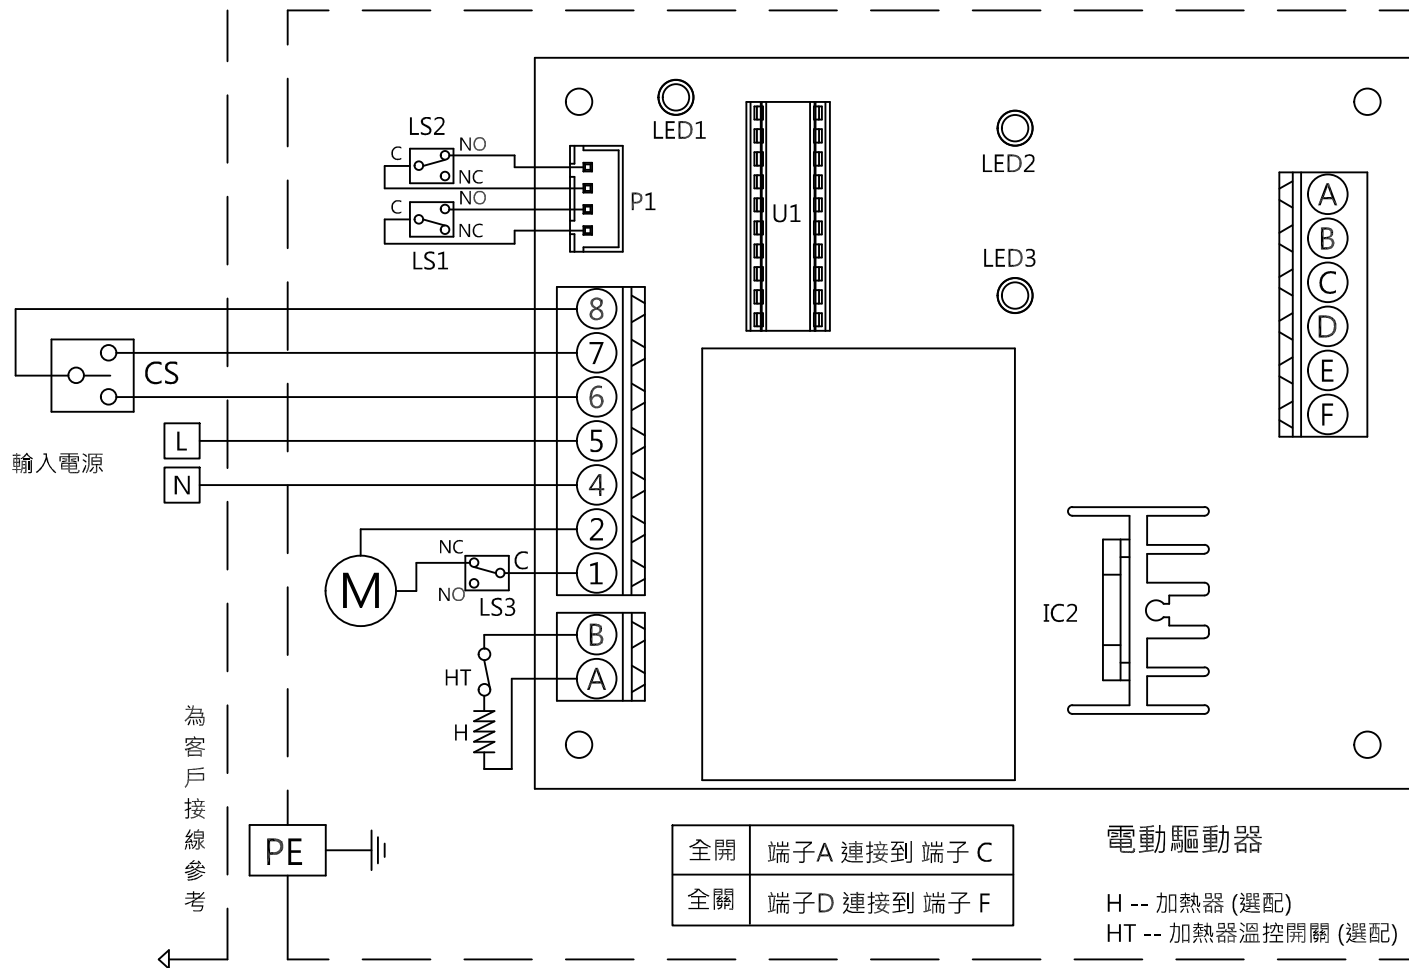 LS2
C
NO
NC
NO
C
NC
LS1
P1
LED1
U1
LED2
LED3
A
B
C
D
E
F
8
7
6
5
4
2
1
CS
L
輸入電源
N
M
NC
C
NO
LS3
B
A
HT
H
IC2
為客戶接線參考
PE
全開 端子A 連接到 端子 C
全關 端子D 連接到 端子 F
電動驅動器
H -- 加熱器 (選配)
HT -- 加熱器溫控開關 (選配)